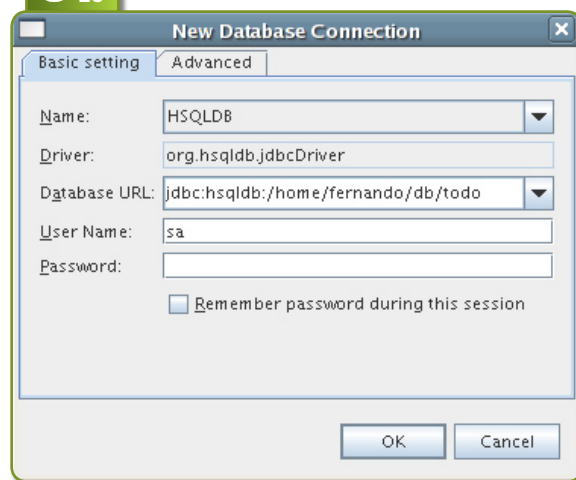 New Database Connection
Basic setting Advanced
Name: HSQLDB
Driver: org.hsqldb.jdbcDriver
Database URL: jdbc:hsqldb:/home/fernando/db/todo
User Name: sa
Password:
Remember password during this session
OK Cancel